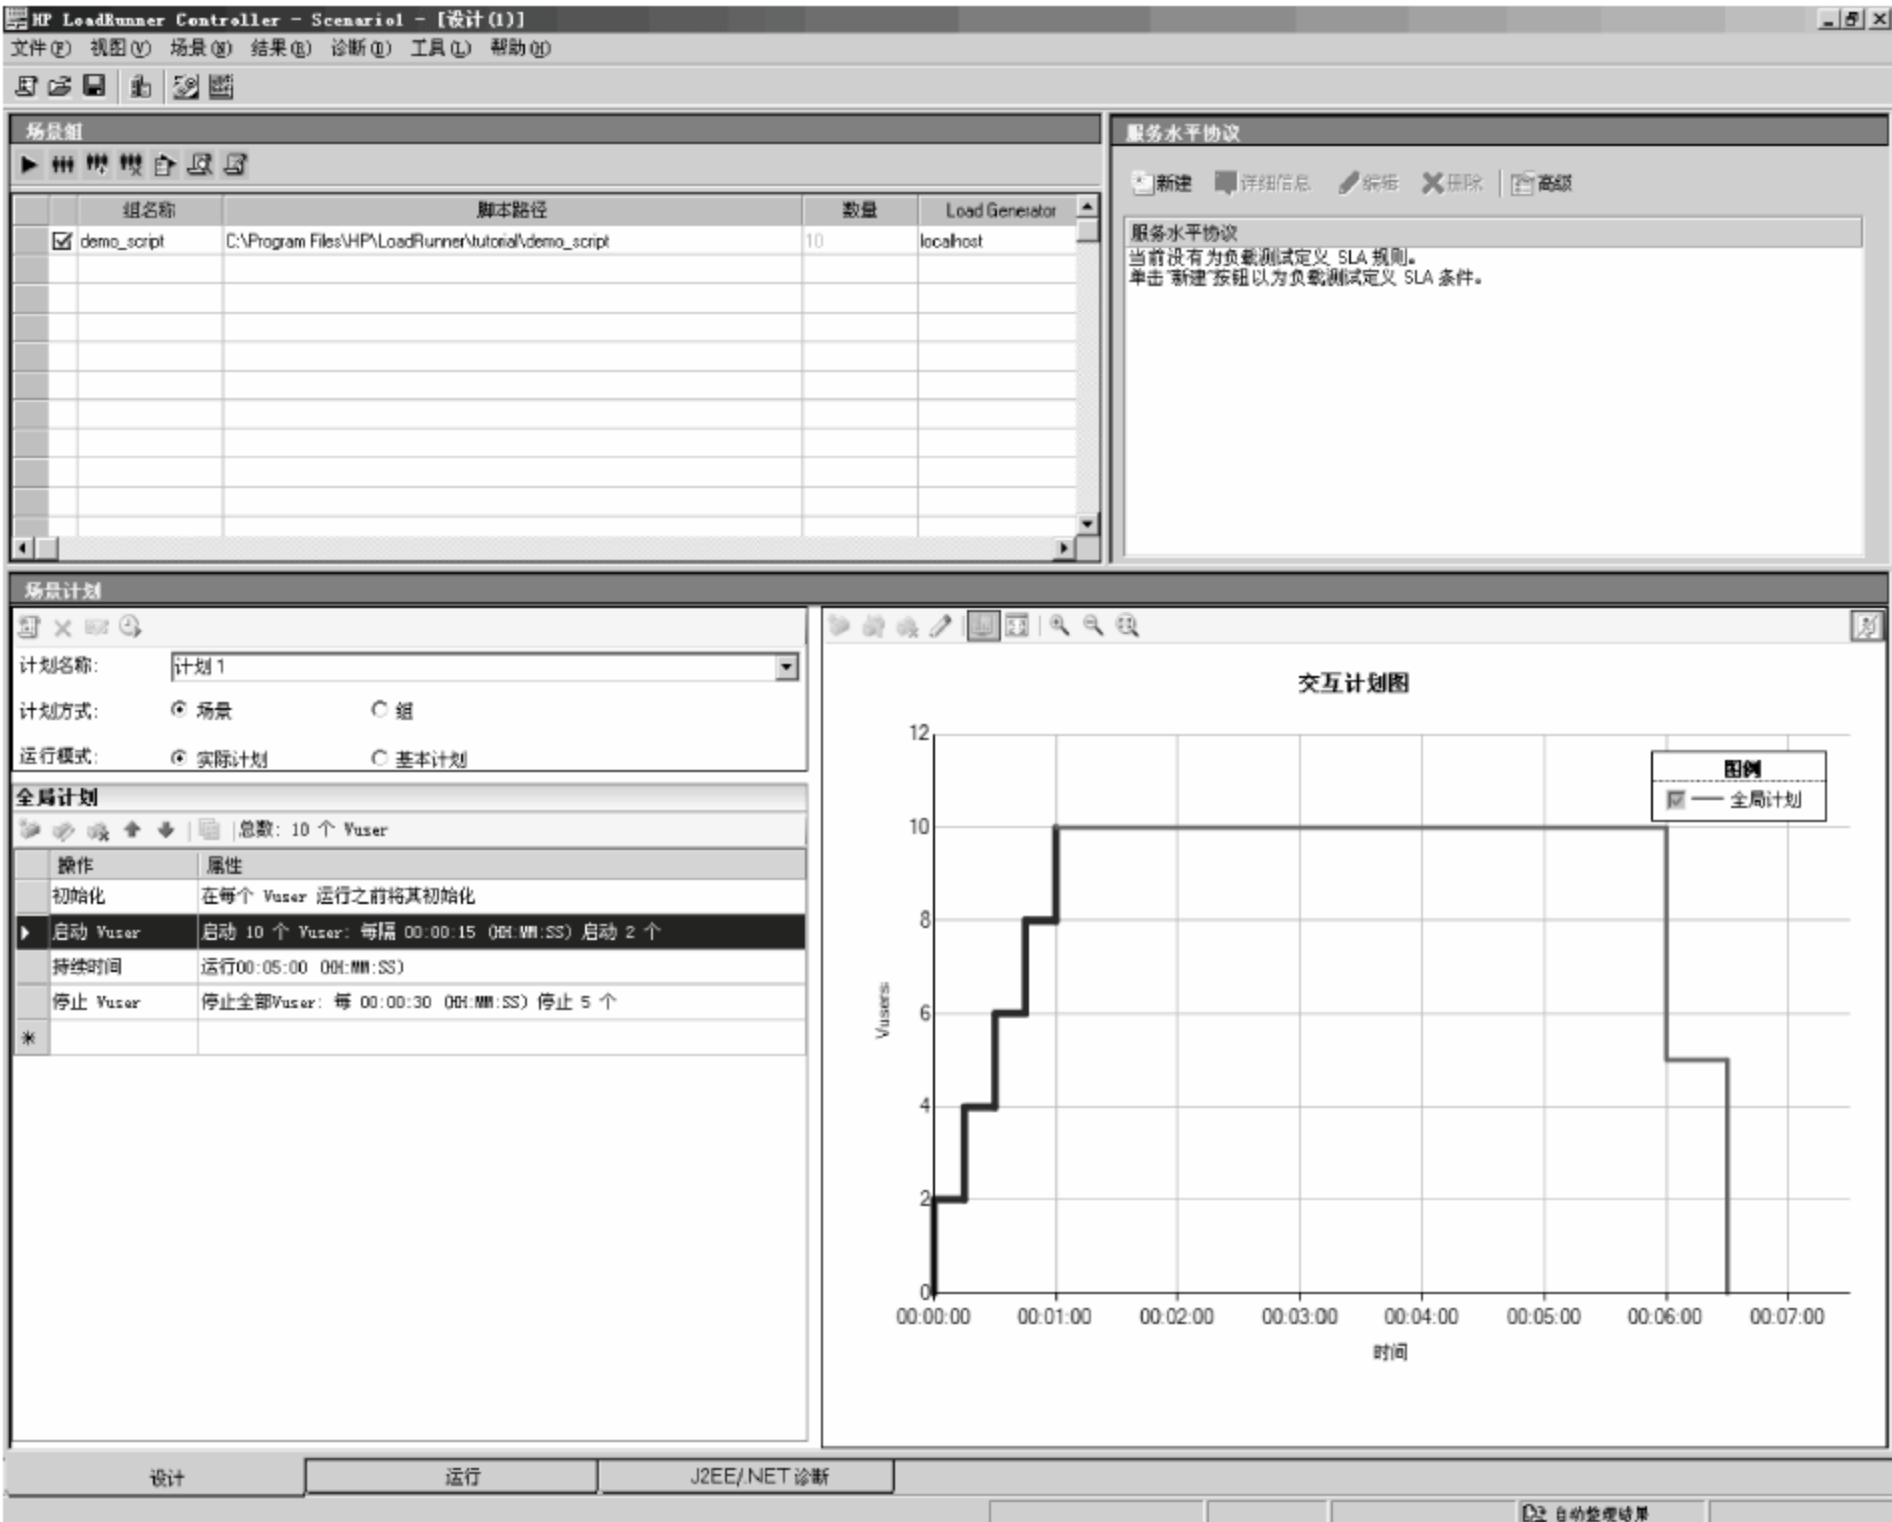 HP LoadRunner Controller - Scenario1 - [设计(1)]
文件(F) 视图(V) 场景(N) 结果(R) 诊断(D) 工具(L) 帮助(H)
场景组
组名称 脚本路径 数量 Load Generator
demo_script C:\Program Files\HP\LoadRunner\tutorial\demo_script 10 localhost
服务水平协议
新建 详细信息 编辑 删除 高级
服务水平协议
当前没有为负载测试定义 SLA 规则。
单击"新建"按钮以为负载测试定义 SLA 条件。
场景计划
计划名称: 计划 1
计划方式: 场景 组
运行模式: 实际计划 基本计划
全局计划
总数: 10 个 Vuser
操作 属性
初始化 在每个 Vuser 运行之前将其初始化
启动 Vuser 启动 10 个 Vuser: 每隔 00:00:15 (HH:MM:SS) 启动 2 个
持续时间 运行00:05:00 (HH:MM:SS)
停止 Vuser 停止全部Vuser: 每 00:00:30 (HH:MM:SS) 停止 5 个
*
交互计划图
图例
全局计划
12
10
8
6
4
2
0
Vusers
00:00:00 00:01:00 00:02:00 00:03:00 00:04:00 00:05:00 00:06:00 00:07:00
时间
设计 运行 J2EE/.NET 诊断
自动整理结果